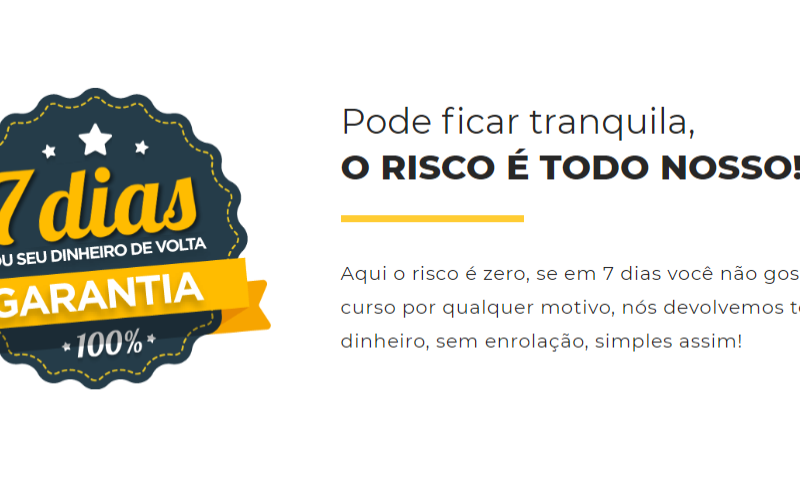 7 dias
OU SEU DINHEIRO DE VOLTA
GARANTIA
100%
Pode ficar tranquila,
O RISCO É TODO NOSSO!
Aqui o risco é zero, se em 7 dias você não gos
curso por qualquer motivo, nós devolvemos
dinheiro, sem enrolação, simples assim!